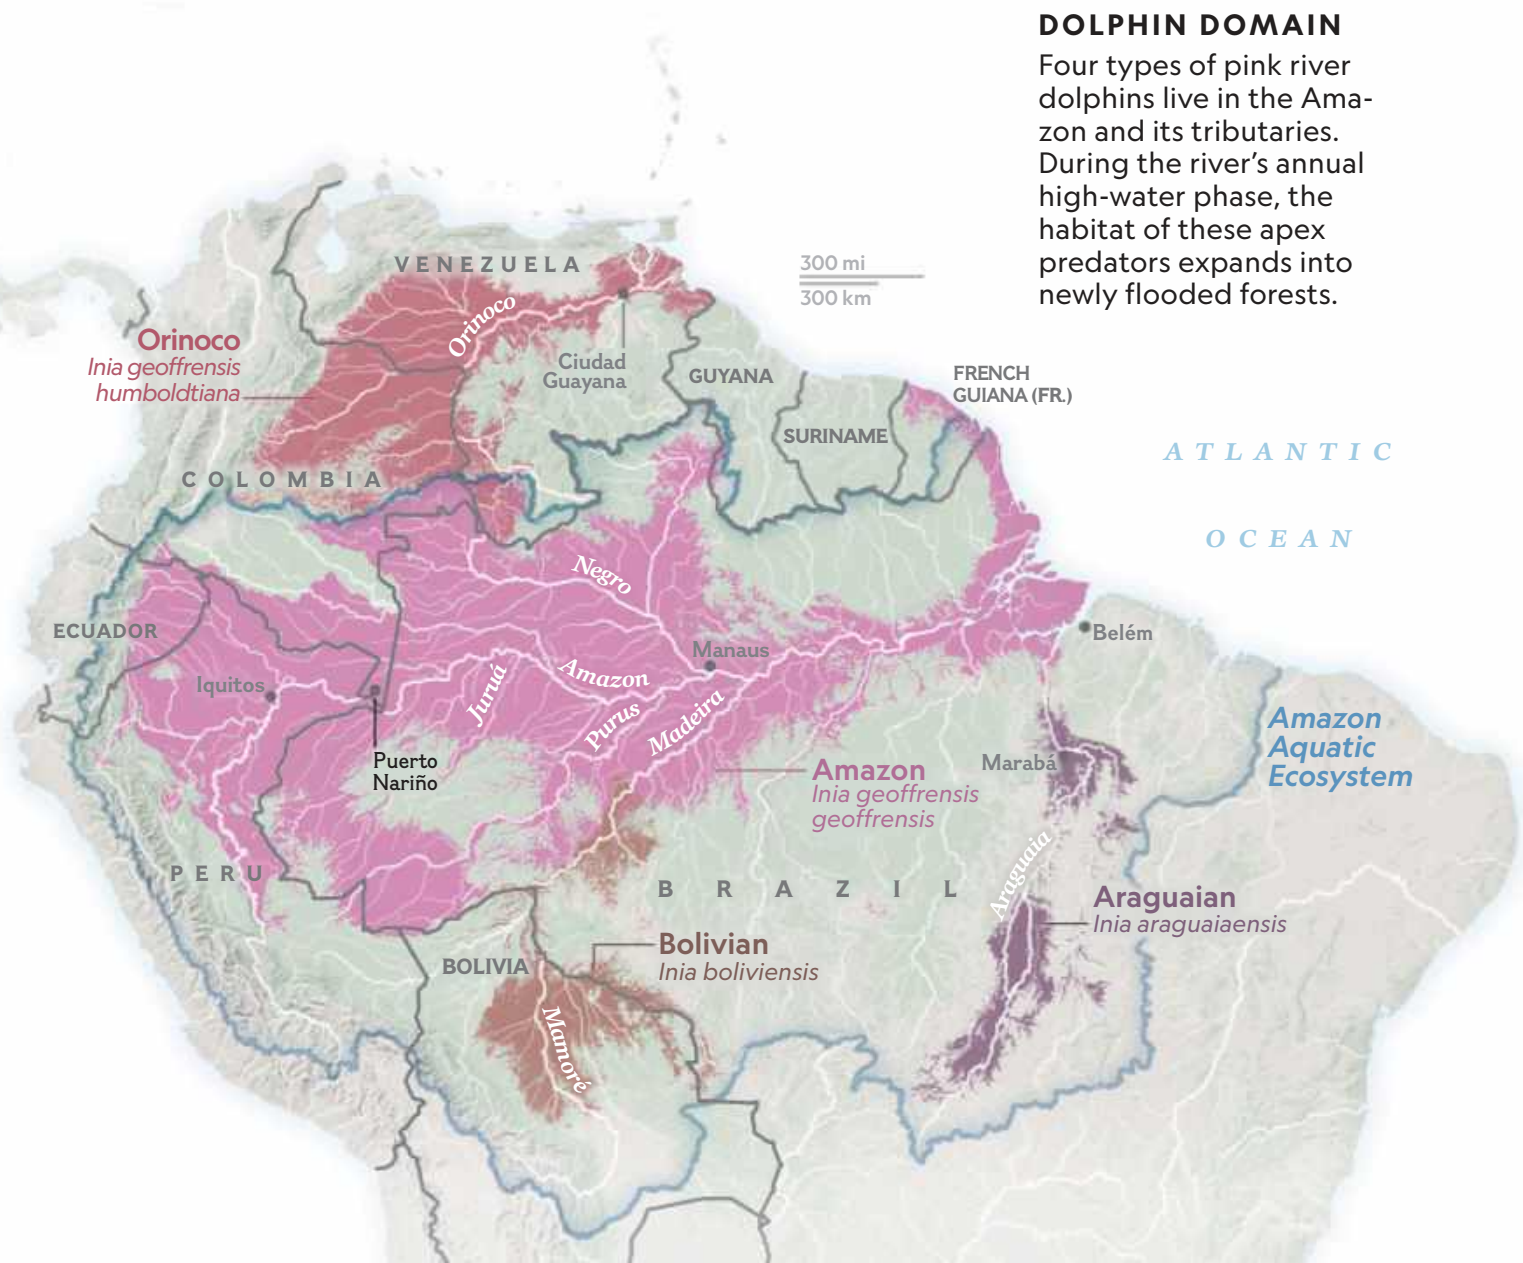 DOLPHIN DOMAIN
Four types of pink river
dolphins live in the Ama-
zon and its tributaries.
During the river's annual
high-water phase, the
habitat of these apex
predators expands into
newly flooded forests.
300 mi
300 km
VENEZUELA
Orinoco
Orinoco
Inia geoffrensis
humboldtiana
Ciudad
Guayana
GUYANA
FRENCH
GUIANA (FR.)
SURINAME
ATLANTIC
OCEAN
COLOMBIA
Negro
ECUADOR
Belém
Manaus
Iquitos
Juruá
Amazon
Purus
Madeira
Puerto
Nariño
Amazon
Inia geoffrensis
geoffrensis
Marabá
Amazon
Aquatic
Ecosystem
PERU
BRAZIL
Araguaia
Araguaian
Inia araguaiaensis
Bolivian
Inia boliviensis
BOLIVIA
Mamoré